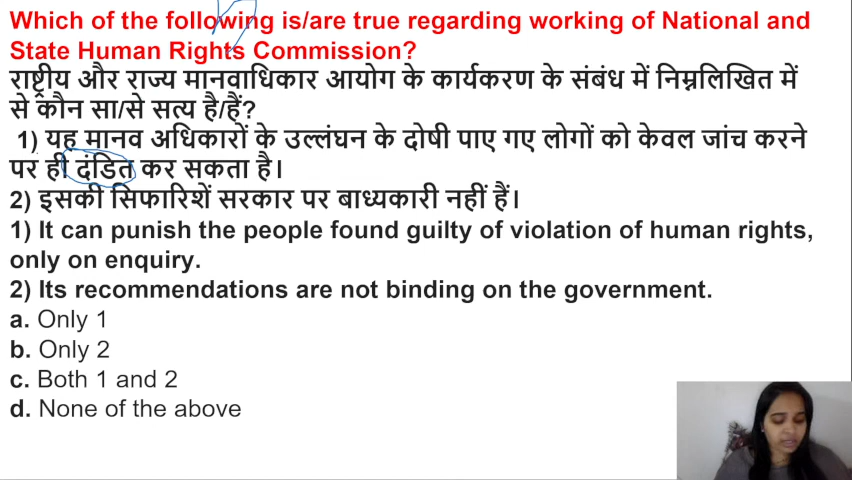 Which of the following is/are true regarding working of National and
State Human Rights Commission?
राष्ट्रीय और राज्य मानवाधिकार आयोग के कार्यकरण के संबंध में निम्नलिखित में
से कौन सा/से सत्य है/हैं?
1) यह मानव अधिकारों के उल्लंघन के दोषी पाए गए लोगों को केवल जांच करने
पर ही दंडित कर सकता है।
2) इसकी सिफारिशें सरकार पर बाध्यकारी नहीं हैं।
1) It can punish the people found guilty of violation of human rights,
only on enquiry.
2) Its recommendations are not binding on the government.
a. Only 1
b. Only 2
c. Both 1 and 2
d. None of the above